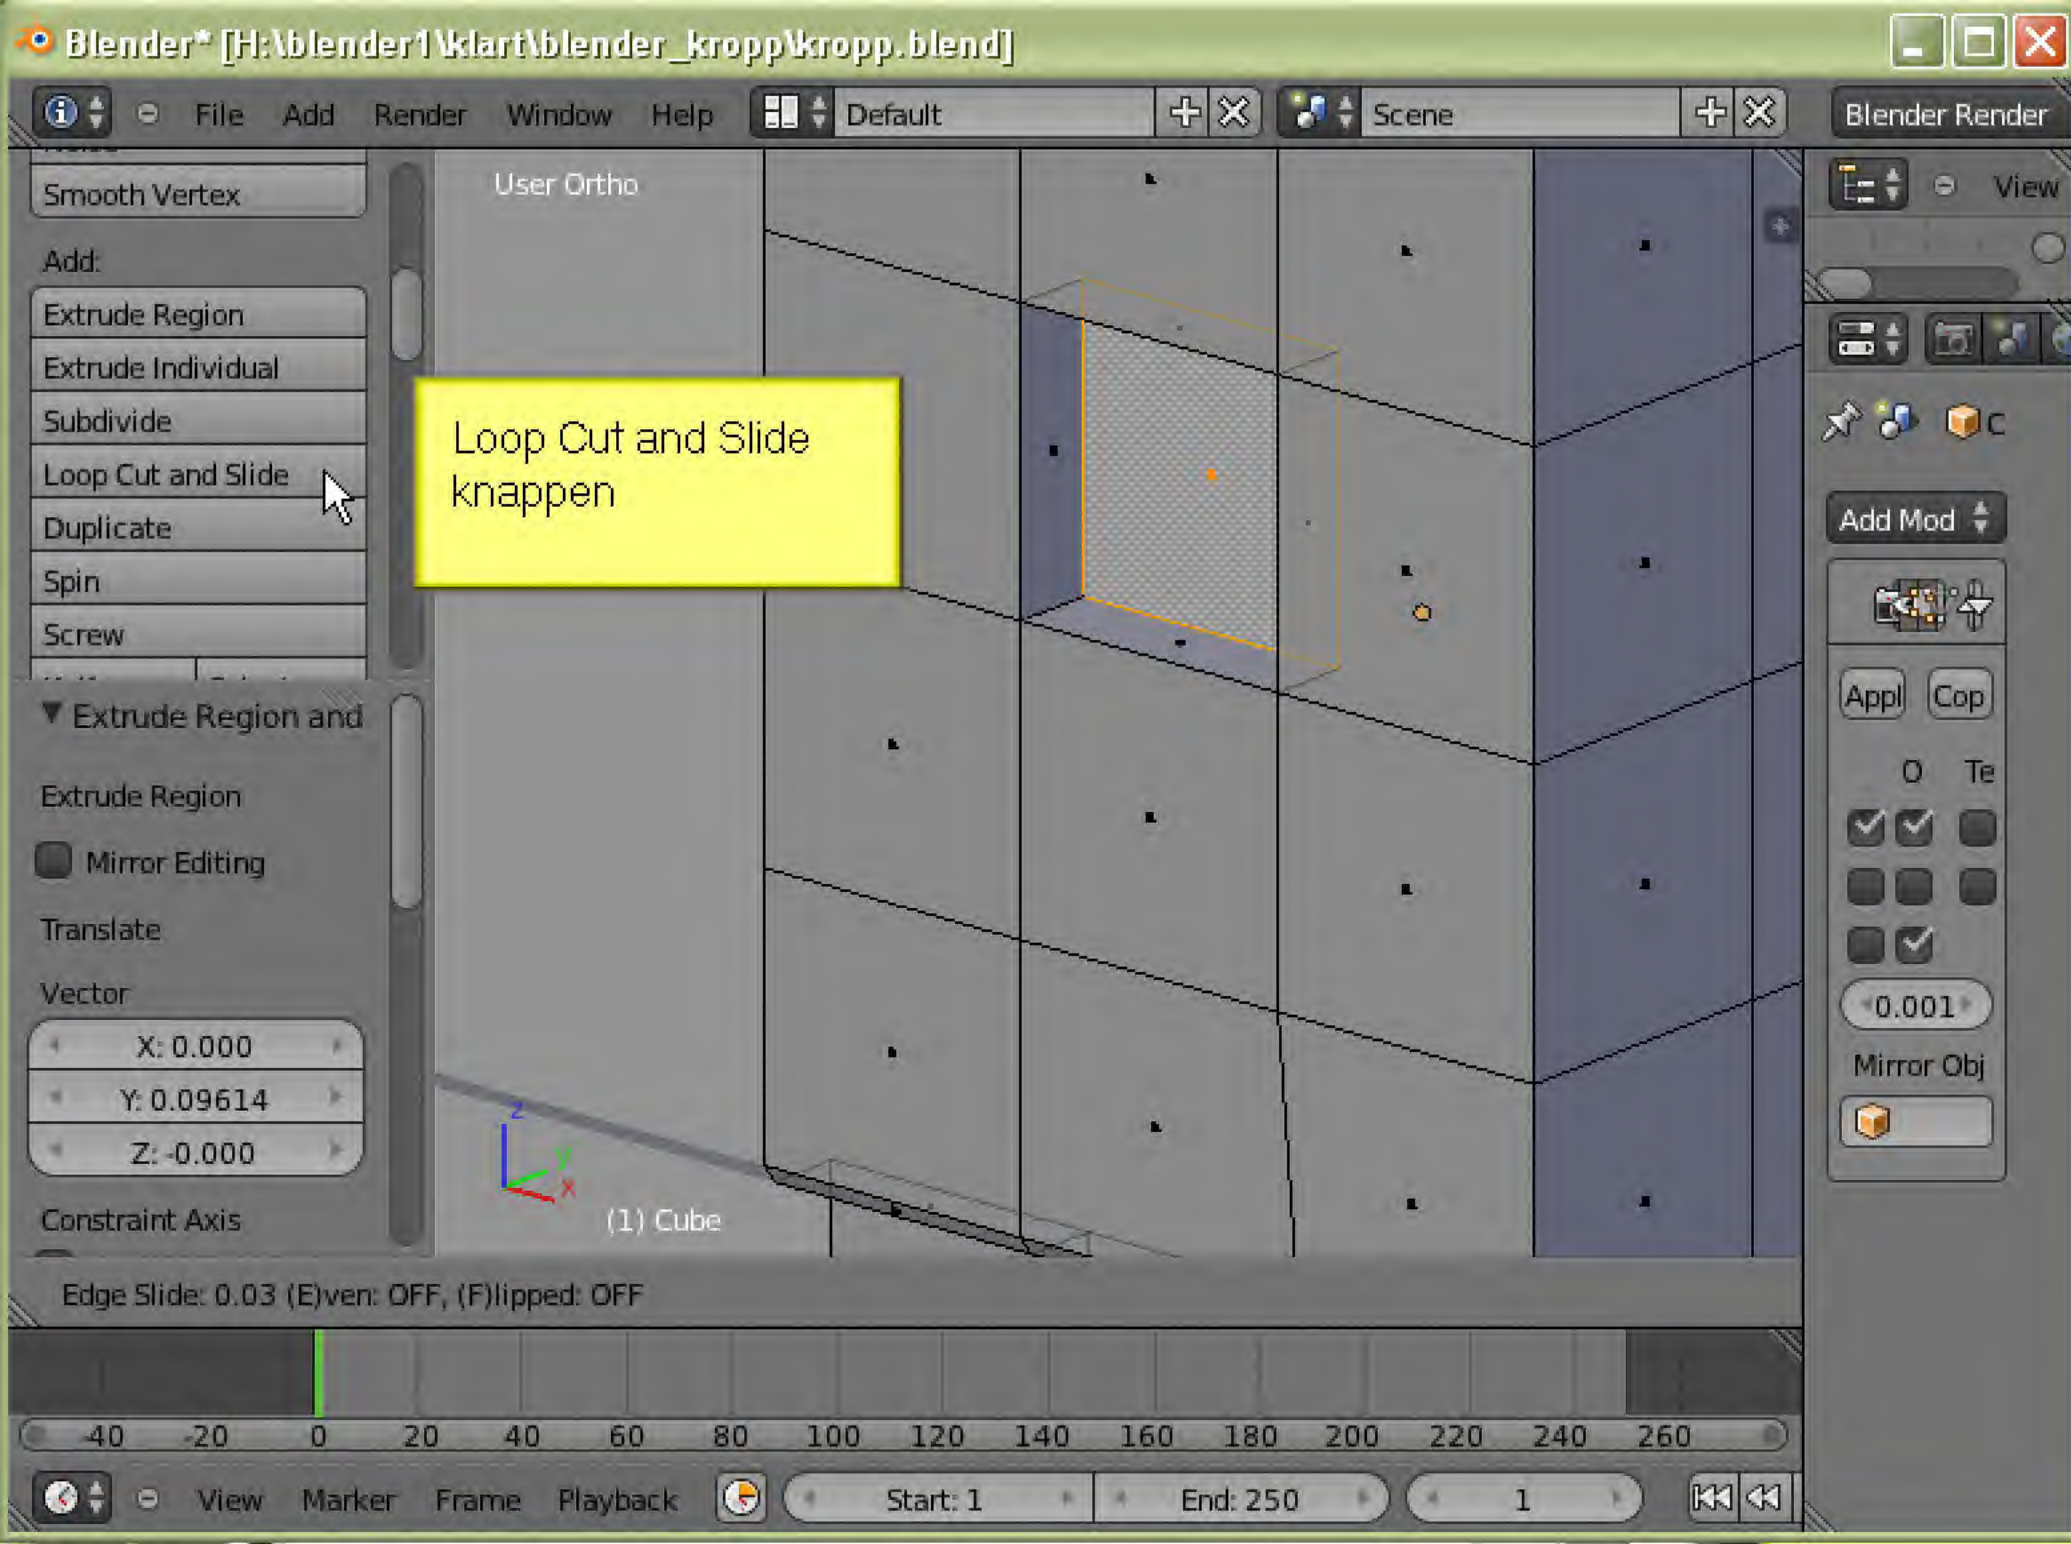 Blender* [H:\blender1\klart\blender_kropp\kropp.blend]
File Add Render Window Help Default Scene Blender Render
Smooth Vertex
User Ortho
View
Add:
Extrude Region
Extrude Individual
Subdivide
Loop Cut and Slide
Duplicate
Spin
Screw
Loop Cut and Slide
knappen
C
Add Mod
Appl Cop
O Te
0.001
Mirror Obj
Extrude Region and
Extrude Region
Mirror Editing
Translate
Vector
X: 0.000
Y: 0.09614
Z: -0.000
Constraint Axis
z
y
x
(1) Cube
Edge Slide: 0.03 (E)ven: OFF, (F)lipped: OFF
-40 -20 0 20 40 60 80 100 120 140 160 180 200 220 240 260
View Marker Frame Playback Start: 1 End: 250 1